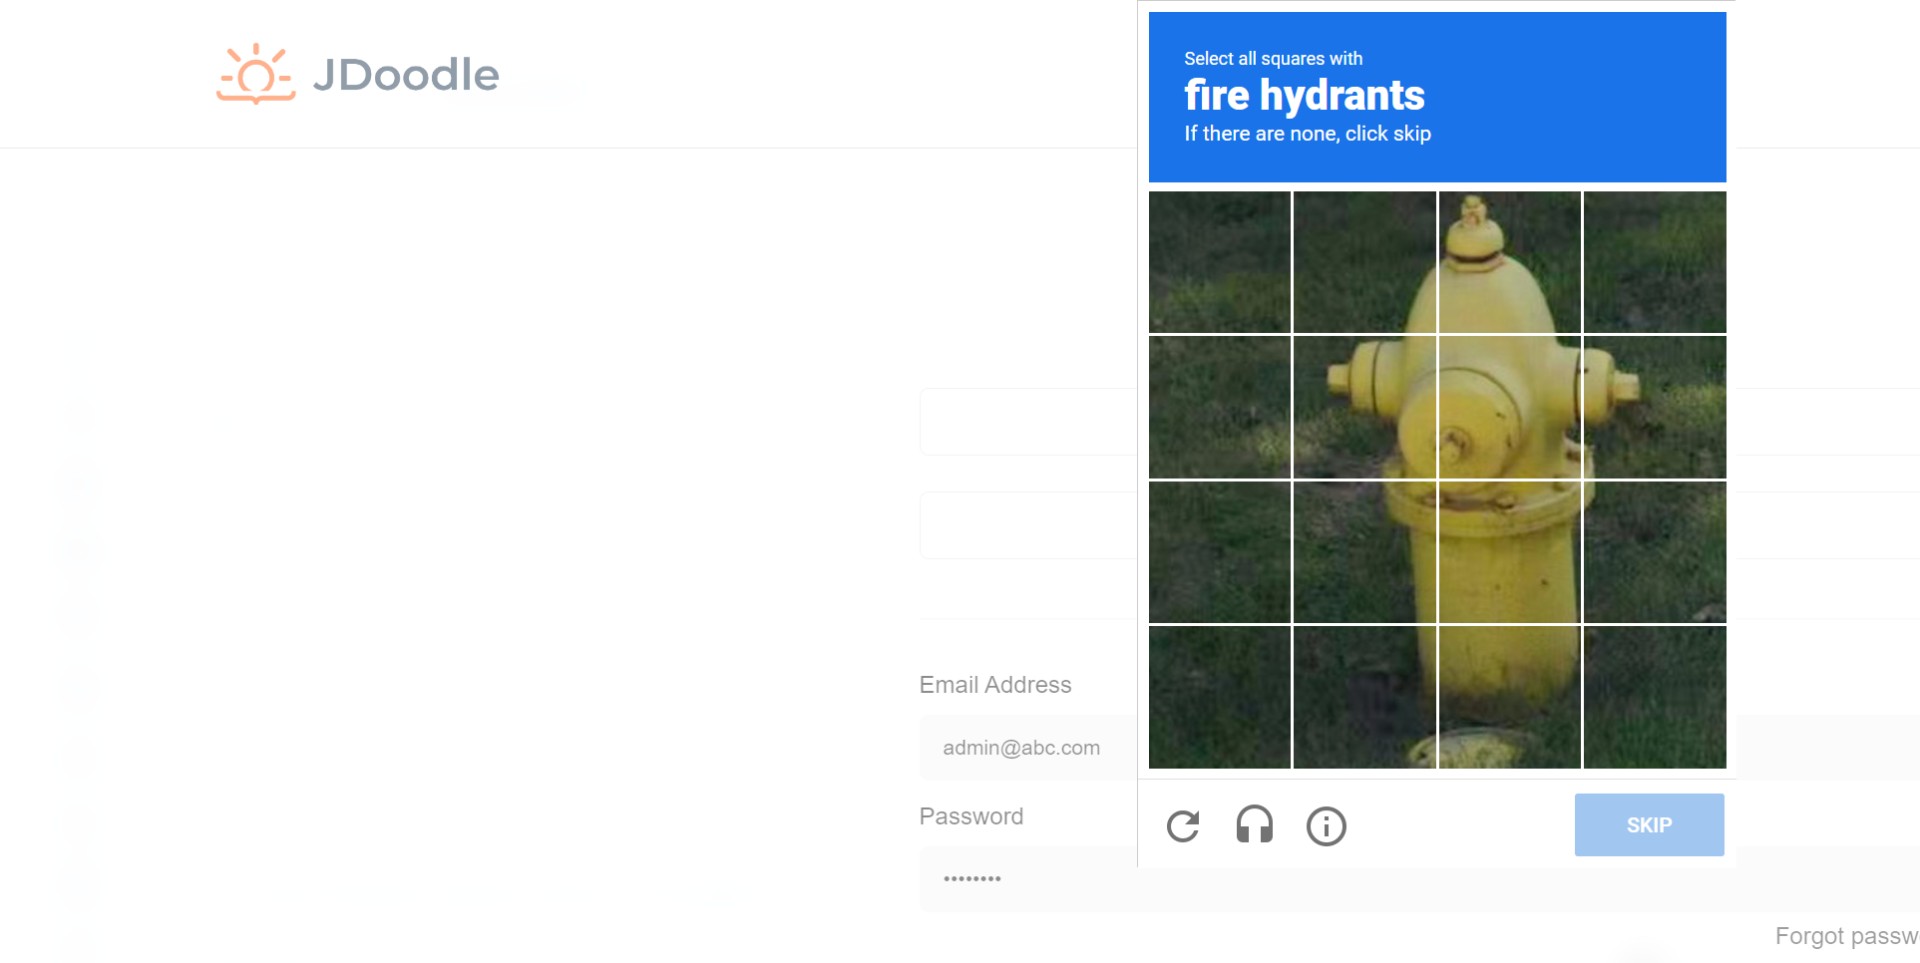 JDoodle
Select all squares with
fire hydrants
If there are none, click skip
Email Address
admin@abc.com
Password
••••••••
SKIP
Forgot passw